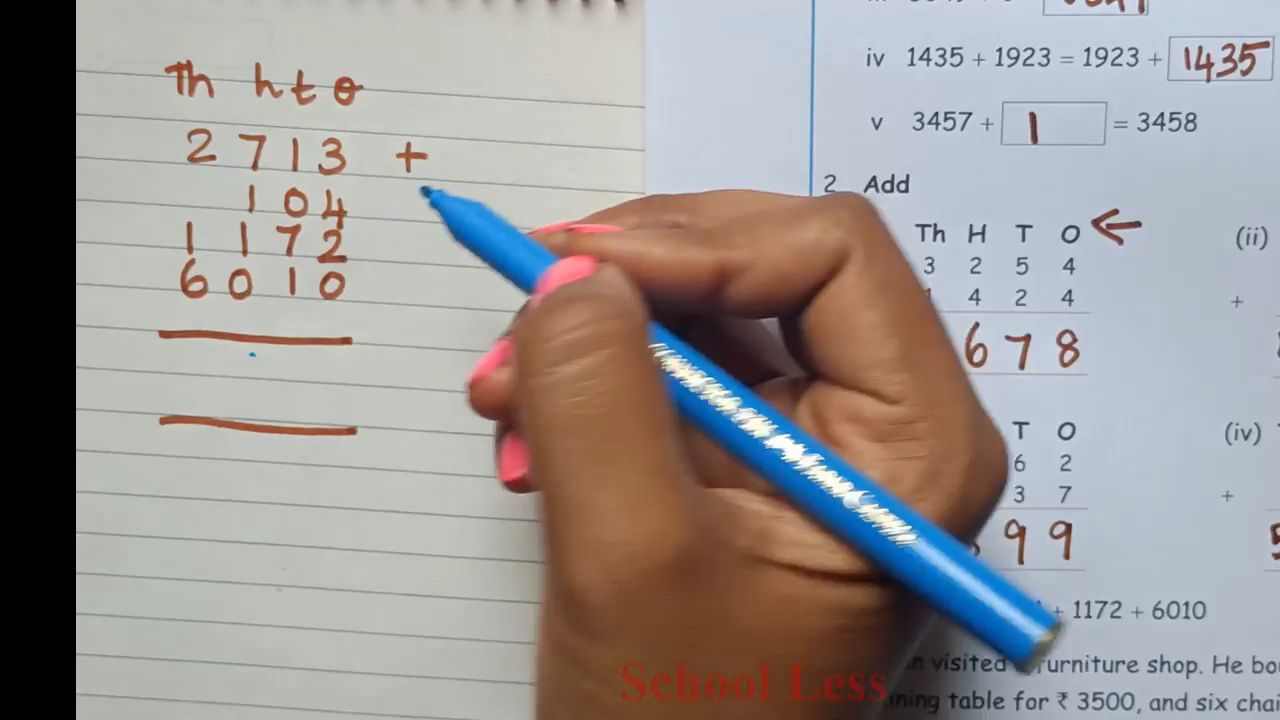 Th h t o
2 7 1 3 +
1 0 4
1 1 7 2
6 0 1 0
iv 1435 + 1923 = 1923 + 1435
v 3457 + 1 = 3458
2 Add
Th H T O ← (ii)
3 2 5 4
4 2 4 +
6 7 8
T O (iv)
6 2
3 7 +
9 9
+ 1172 + 6010
visited furniture shop. He bo
table for ₹ 3500, and six chai
School Less